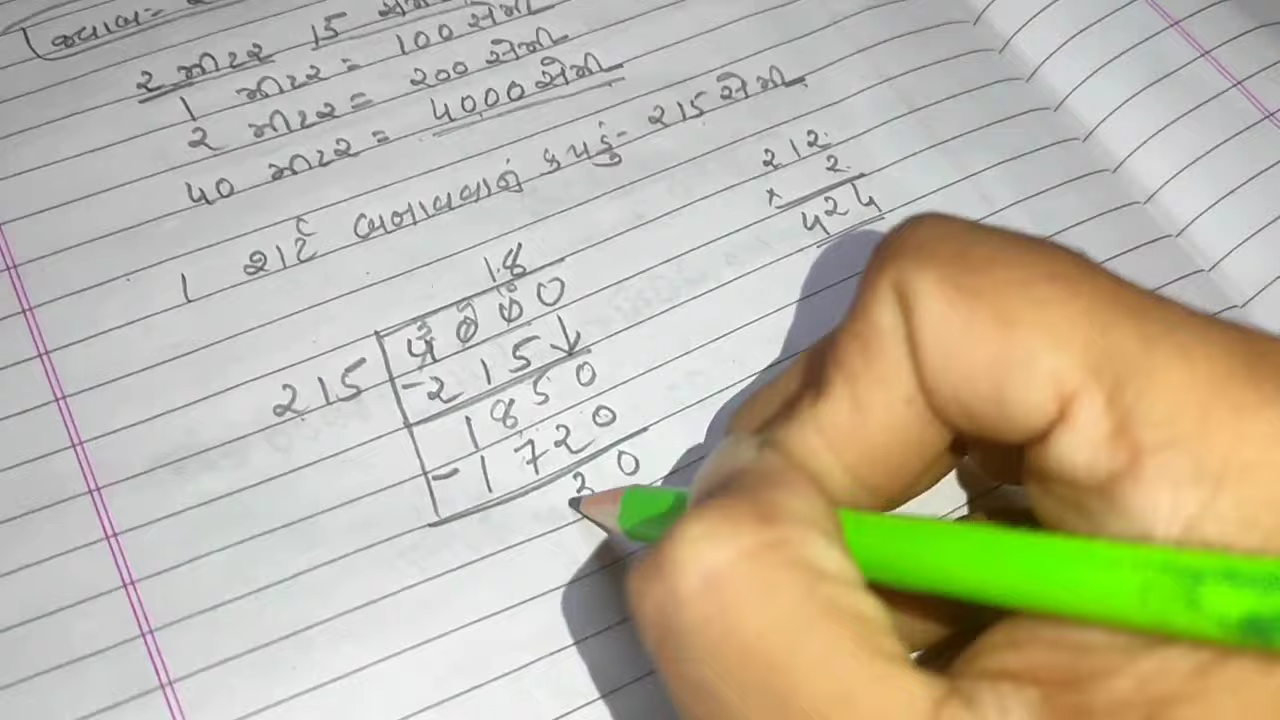 જવાબ =
2 મીટર 15 સેમી
1 મીટર = 100 સેમી
2 મીટર = 200 સેમી
40 મીટર = 4000 સેમી
1 શર્ટ બનાવવાનું કપડું = 215 સેમી
212
× 2
424
18
215 4000
- 215↓
1850
- 1720
30